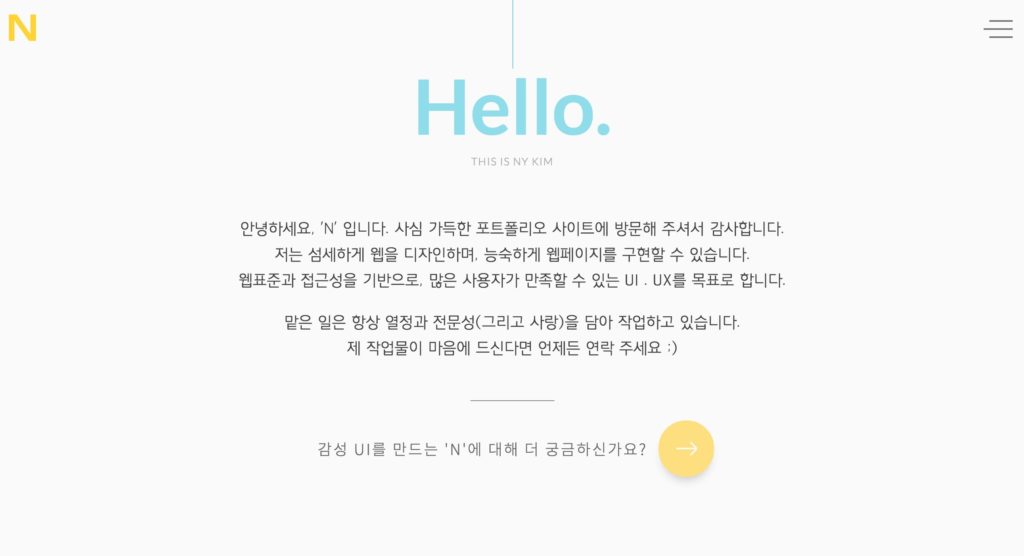 N
Hello.
THIS IS NY KIM
안녕하세요, 'N' 입니다. 사심 가득한 포트폴리오 사이트에 방문해 주셔서 감사합니다.
저는 섬세하게 웹을 디자인하며, 능숙하게 웹페이지를 구현할 수 있습니다.
웹표준과 접근성을 기반으로, 많은 사용자가 만족할 수 있는 UI . UX를 목표로 합니다.
맡은 일은 항상 열정과 전문성(그리고 사랑)을 담아 작업하고 있습니다.
제 작업물이 마음에 드신다면 언제든 연락 주세요 ;)
감성 UI를 만드는 'N'에 대해 더 궁금하신가요?